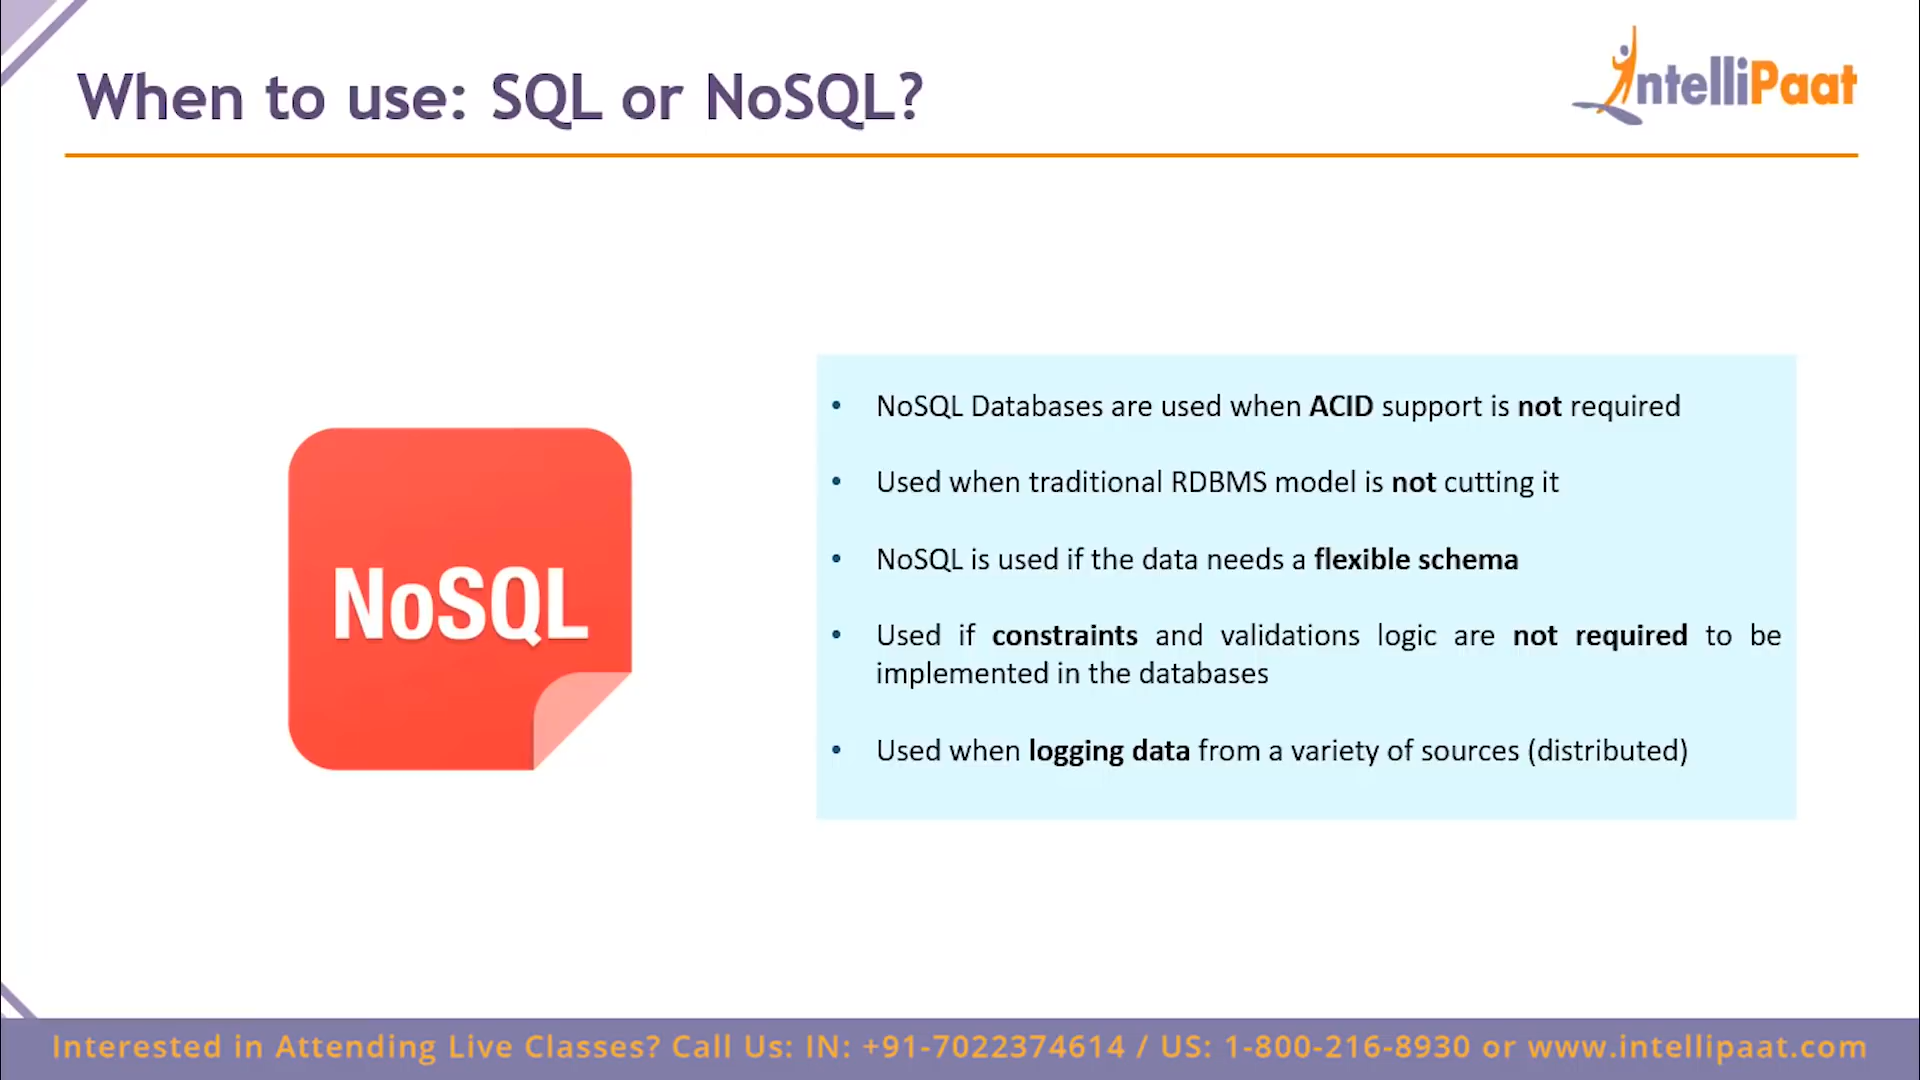 When to use: SQL or NoSQL?
IntelliPaat
NoSQL
• NoSQL Databases are used when ACID support is not required
• Used when traditional RDBMS model is not cutting it
• NoSQL is used if the data needs a flexible schema
• Used if constraints and validations logic are not required to be
implemented in the databases
• Used when logging data from a variety of sources (distributed)
Interested in Attending Live Classes? Call Us: IN: +91-7022374614 / US: 1-800-216-8930 or www.intellipaat.com